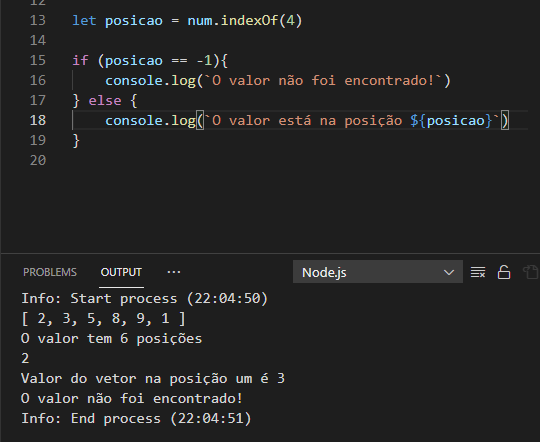 12
13 let posicao = num.indexOf(4)
14
15 if (posicao == -1){
16 console.log(`O valor não foi encontrado!`)
17 } else {
18 console.log(`O valor está na posição ${posicao}`)
19 }
20
PROBLEMS OUTPUT ··· Node.js
Info: Start process (22:04:50)
[ 2, 3, 5, 8, 9, 1 ]
O valor tem 6 posições
2
Valor do vetor na posição um é 3
O valor não foi encontrado!
Info: End process (22:04:51)